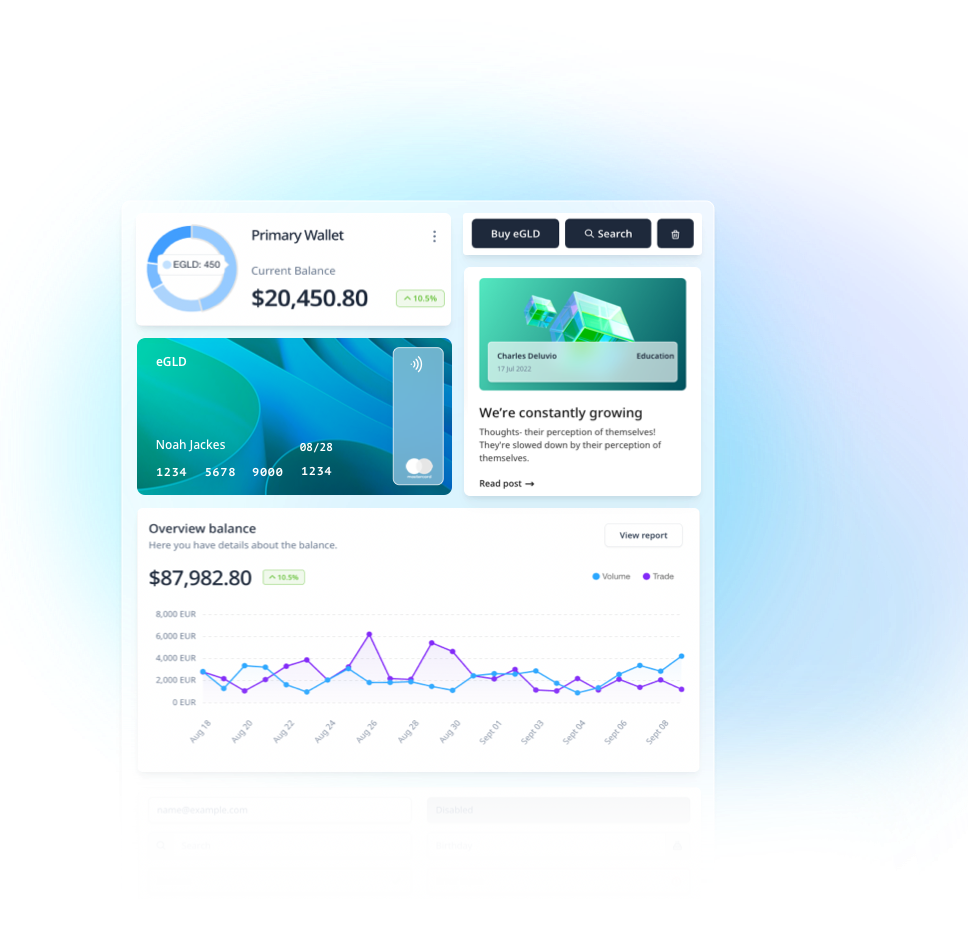 Primary Wallet
EGLD: 450
Current Balance
$20,450.80
10.5%
Buy eGLD
Search
Charles Deluvio
Education
17 Jul 2022
We’re constantly growing
Thoughts- their perception of themselves!
They’re slowed down by their perception of
themselves.
Read post →
eGLD
Noah Jackes
08/28
1234 5678 9000 1234
mastercard
Overview balance
Here you have details about the balance.
View report
$87,982.80
10.5%
Volume
Trade
8,000 EUR
6,000 EUR
4,000 EUR
2,000 EUR
0 EUR
Aug 18
Aug 20
Aug 22
Aug 24
Aug 26
Aug 28
Aug 30
Sept 01
Sept 03
Sept 04
Sept 06
Sept 08
name@example.com
Disabled